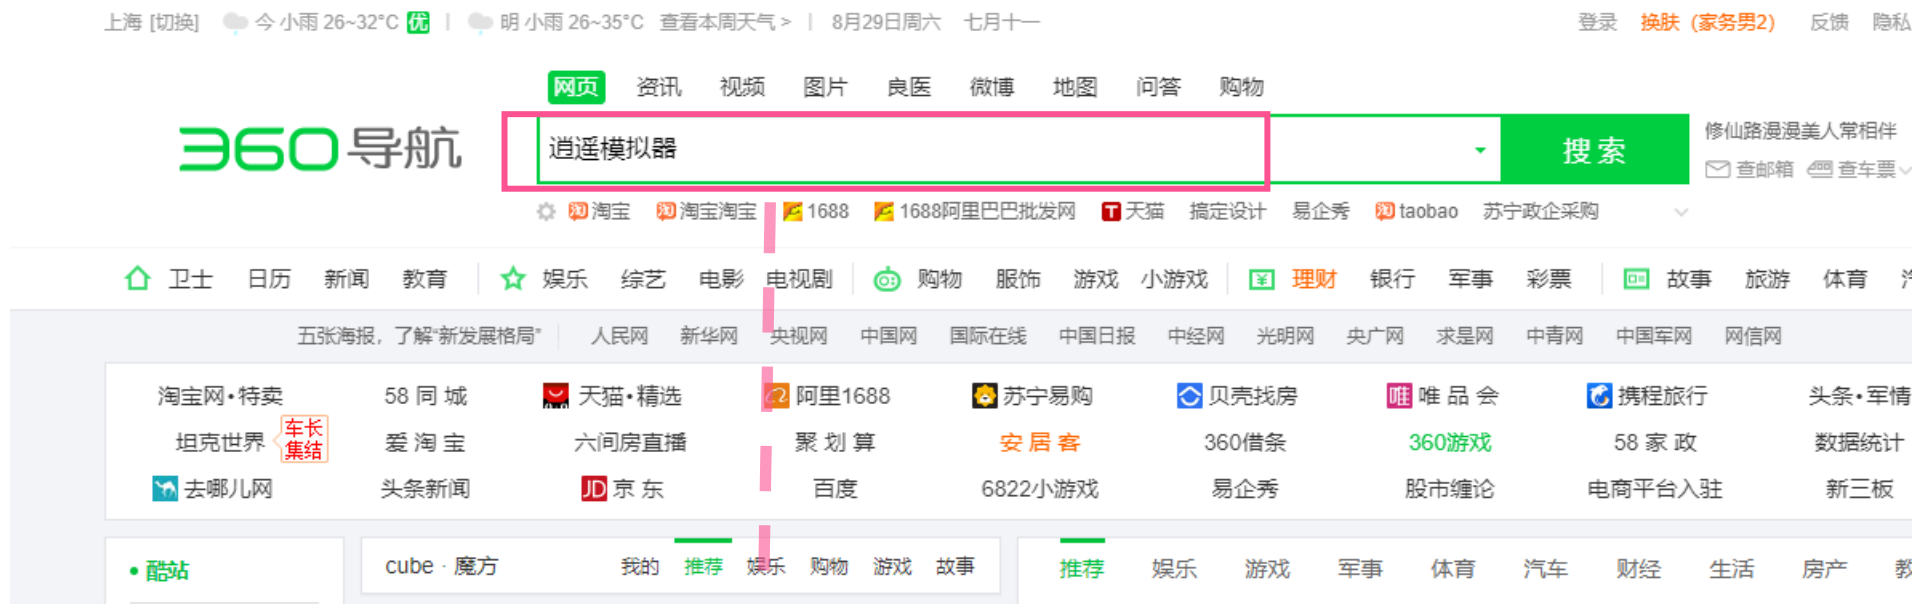 上海 [切换] 今 小雨 26~32°C 优 明 小雨 26~35°C 查看本周天气 > 8月29日周六 七月十一 登录 换肤（家务男2） 反馈 隐私
网页 资讯 视频 图片 良医 微博 地图 问答 购物
360导航 逍遥模拟器 搜索
修仙路漫漫美人常相伴
查邮箱 查车票
淘宝 淘宝淘宝 1688 1688阿里巴巴批发网 天猫 搞定设计 易企秀 taobao 苏宁政企采购
卫士 日历 新闻 教育 娱乐 综艺 电影 电视剧 购物 服饰 游戏 小游戏 理财 银行 军事 彩票 故事 旅游 体育
五张海报，了解“新发展格局” 人民网 新华网 央视网 中国网 国际在线 中国日报 中经网 光明网 央广网 求是网 中青网 中国军网 网信网
淘宝网·特卖 58 同 城 天猫·精选 阿里1688 苏宁易购 贝壳找房 唯 唯 品 会 携程旅行 头条·军情
坦克世界 车长集结 爱 淘 宝 六间房直播 聚 划 算 安 居 客 360借条 360游戏 58 家 政 数据统计
去哪儿网 头条新闻 JD 京 东 百度 6822小游戏 易企秀 股市缠论 电商平台入驻 新三板
酷站 cube · 魔方 我的 推荐 娱乐 购物 游戏 故事 推荐 娱乐 游戏 军事 体育 汽车 财经 生活 房产